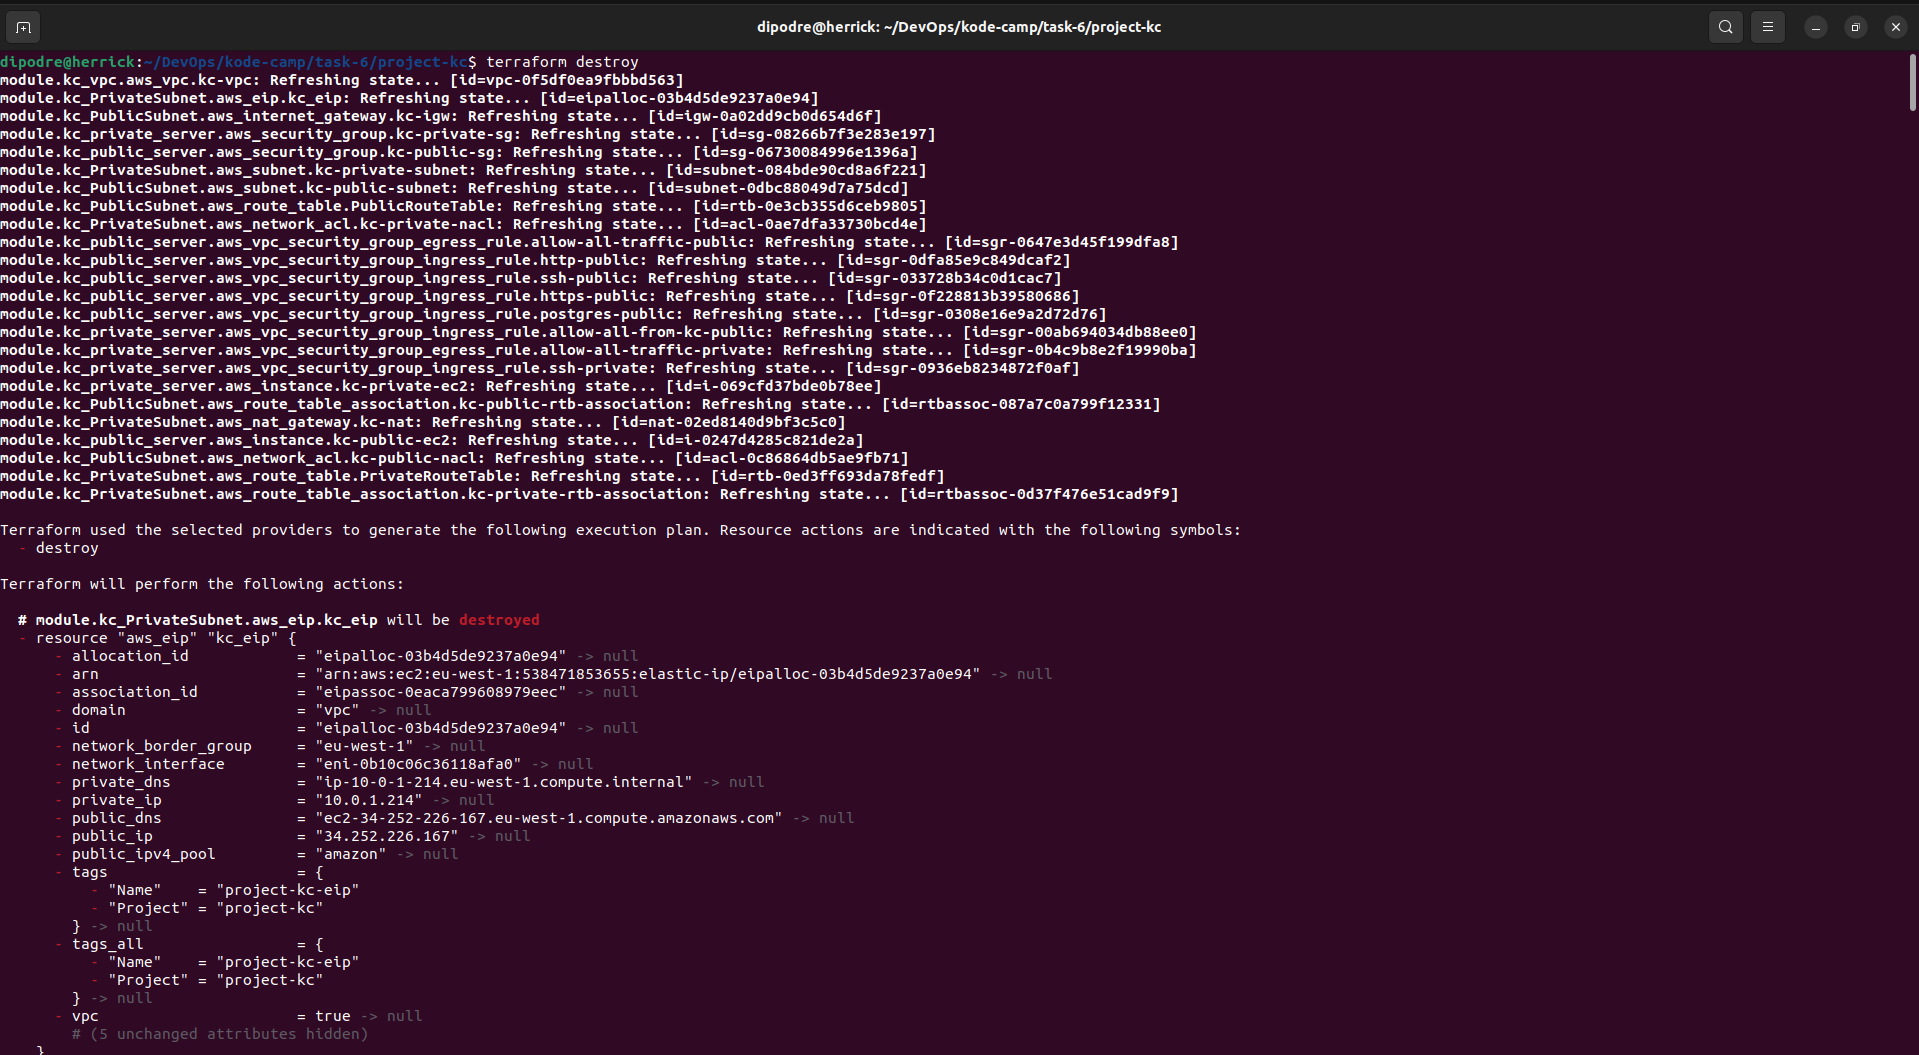 dipodre@herrick: ~/DevOps/kode-camp/task-6/project-kc
dipodre@herrick:~/DevOps/kode-camp/task-6/project-kc$ terraform destroy
module.kc_vpc.aws_vpc.kc-vpc: Refreshing state... [id=vpc-0f5df0ea9fbbbd563]
module.kc_PrivateSubnet.aws_eip.kc_eip: Refreshing state... [id=eipalloc-03b4d5de9237a0e94]
module.kc_PublicSubnet.aws_internet_gateway.kc-igw: Refreshing state... [id=igw-0a02dd9cb0d654d6f]
module.kc_private_server.aws_security_group.kc-private-sg: Refreshing state... [id=sg-08266b7f3e283e197]
module.kc_public_server.aws_security_group.kc-public-sg: Refreshing state... [id=sg-06730084996e1396a]
module.kc_PrivateSubnet.aws_subnet.kc-private-subnet: Refreshing state... [id=subnet-084bde90cd8a6f221]
module.kc_PublicSubnet.aws_subnet.kc-public-subnet: Refreshing state... [id=subnet-0dbc88049d7a75dcd]
module.kc_PublicSubnet.aws_route_table.PublicRouteTable: Refreshing state... [id=rtb-0e3cb355d6ceb9805]
module.kc_PrivateSubnet.aws_network_acl.kc-private-nacl: Refreshing state... [id=acl-0ae7dfa33730bcd4e]
module.kc_public_server.aws_vpc_security_group_egress_rule.allow-all-traffic-public: Refreshing state... [id=sgr-0647e3d45f199dfa8]
module.kc_public_server.aws_vpc_security_group_ingress_rule.http-public: Refreshing state... [id=sgr-0dfa85e9c849dcaf2]
module.kc_public_server.aws_vpc_security_group_ingress_rule.ssh-public: Refreshing state... [id=sgr-033728b34c0d1cac7]
module.kc_public_server.aws_vpc_security_group_ingress_rule.https-public: Refreshing state... [id=sgr-0f228813b39580686]
module.kc_public_server.aws_vpc_security_group_ingress_rule.postgres-public: Refreshing state... [id=sgr-0308e16e9a2d72d76]
module.kc_private_server.aws_vpc_security_group_ingress_rule.allow-all-from-kc-public: Refreshing state... [id=sgr-00ab694034db88ee0]
module.kc_private_server.aws_vpc_security_group_egress_rule.allow-all-traffic-private: Refreshing state... [id=sgr-0b4c9b8e2f19990ba]
module.kc_private_server.aws_vpc_security_group_ingress_rule.ssh-private: Refreshing state... [id=sgr-0936eb8234872f0af]
module.kc_private_server.aws_instance.kc-private-ec2: Refreshing state... [id=i-069cfd37bde0b78ee]
module.kc_PublicSubnet.aws_route_table_association.kc-public-rtb-association: Refreshing state... [id=rtbassoc-087a7c0a799f12331]
module.kc_PrivateSubnet.aws_nat_gateway.kc-nat: Refreshing state... [id=nat-02ed8140d9bf3c5c0]
module.kc_public_server.aws_instance.kc-public-ec2: Refreshing state... [id=i-0247d4285c821de2a]
module.kc_PublicSubnet.aws_network_acl.kc-public-nacl: Refreshing state... [id=acl-0c86864db5ae9fb71]
module.kc_PrivateSubnet.aws_route_table.PrivateRouteTable: Refreshing state... [id=rtb-0ed3ff693da78fedf]
module.kc_PrivateSubnet.aws_route_table_association.kc-private-rtb-association: Refreshing state... [id=rtbassoc-0d37f476e51cad9f9]
Terraform used the selected providers to generate the following execution plan. Resource actions are indicated with the following symbols:
- destroy
Terraform will perform the following actions:
# module.kc_PrivateSubnet.aws_eip.kc_eip will be destroyed
- resource "aws_eip" "kc_eip" {
- allocation_id = "eipalloc-03b4d5de9237a0e94" -> null
- arn = "arn:aws:ec2:eu-west-1:538471853655:elastic-ip/eipalloc-03b4d5de9237a0e94" -> null
- association_id = "eipassoc-0eaca799608979eec" -> null
- domain = "vpc" -> null
- id = "eipalloc-03b4d5de9237a0e94" -> null
- network_border_group = "eu-west-1" -> null
- network_interface = "eni-0b10c06c36118afa0" -> null
- private_dns = "ip-10-0-1-214.eu-west-1.compute.internal" -> null
- private_ip = "10.0.1.214" -> null
- public_dns = "ec2-34-252-226-167.eu-west-1.compute.amazonaws.com" -> null
- public_ip = "34.252.226.167" -> null
- public_ipv4_pool = "amazon" -> null
- tags = {
- "Name" = "project-kc-eip"
- "Project" = "project-kc"
} -> null
- tags_all = {
- "Name" = "project-kc-eip"
- "Project" = "project-kc"
} -> null
- vpc = true -> null
# (5 unchanged attributes hidden)
}